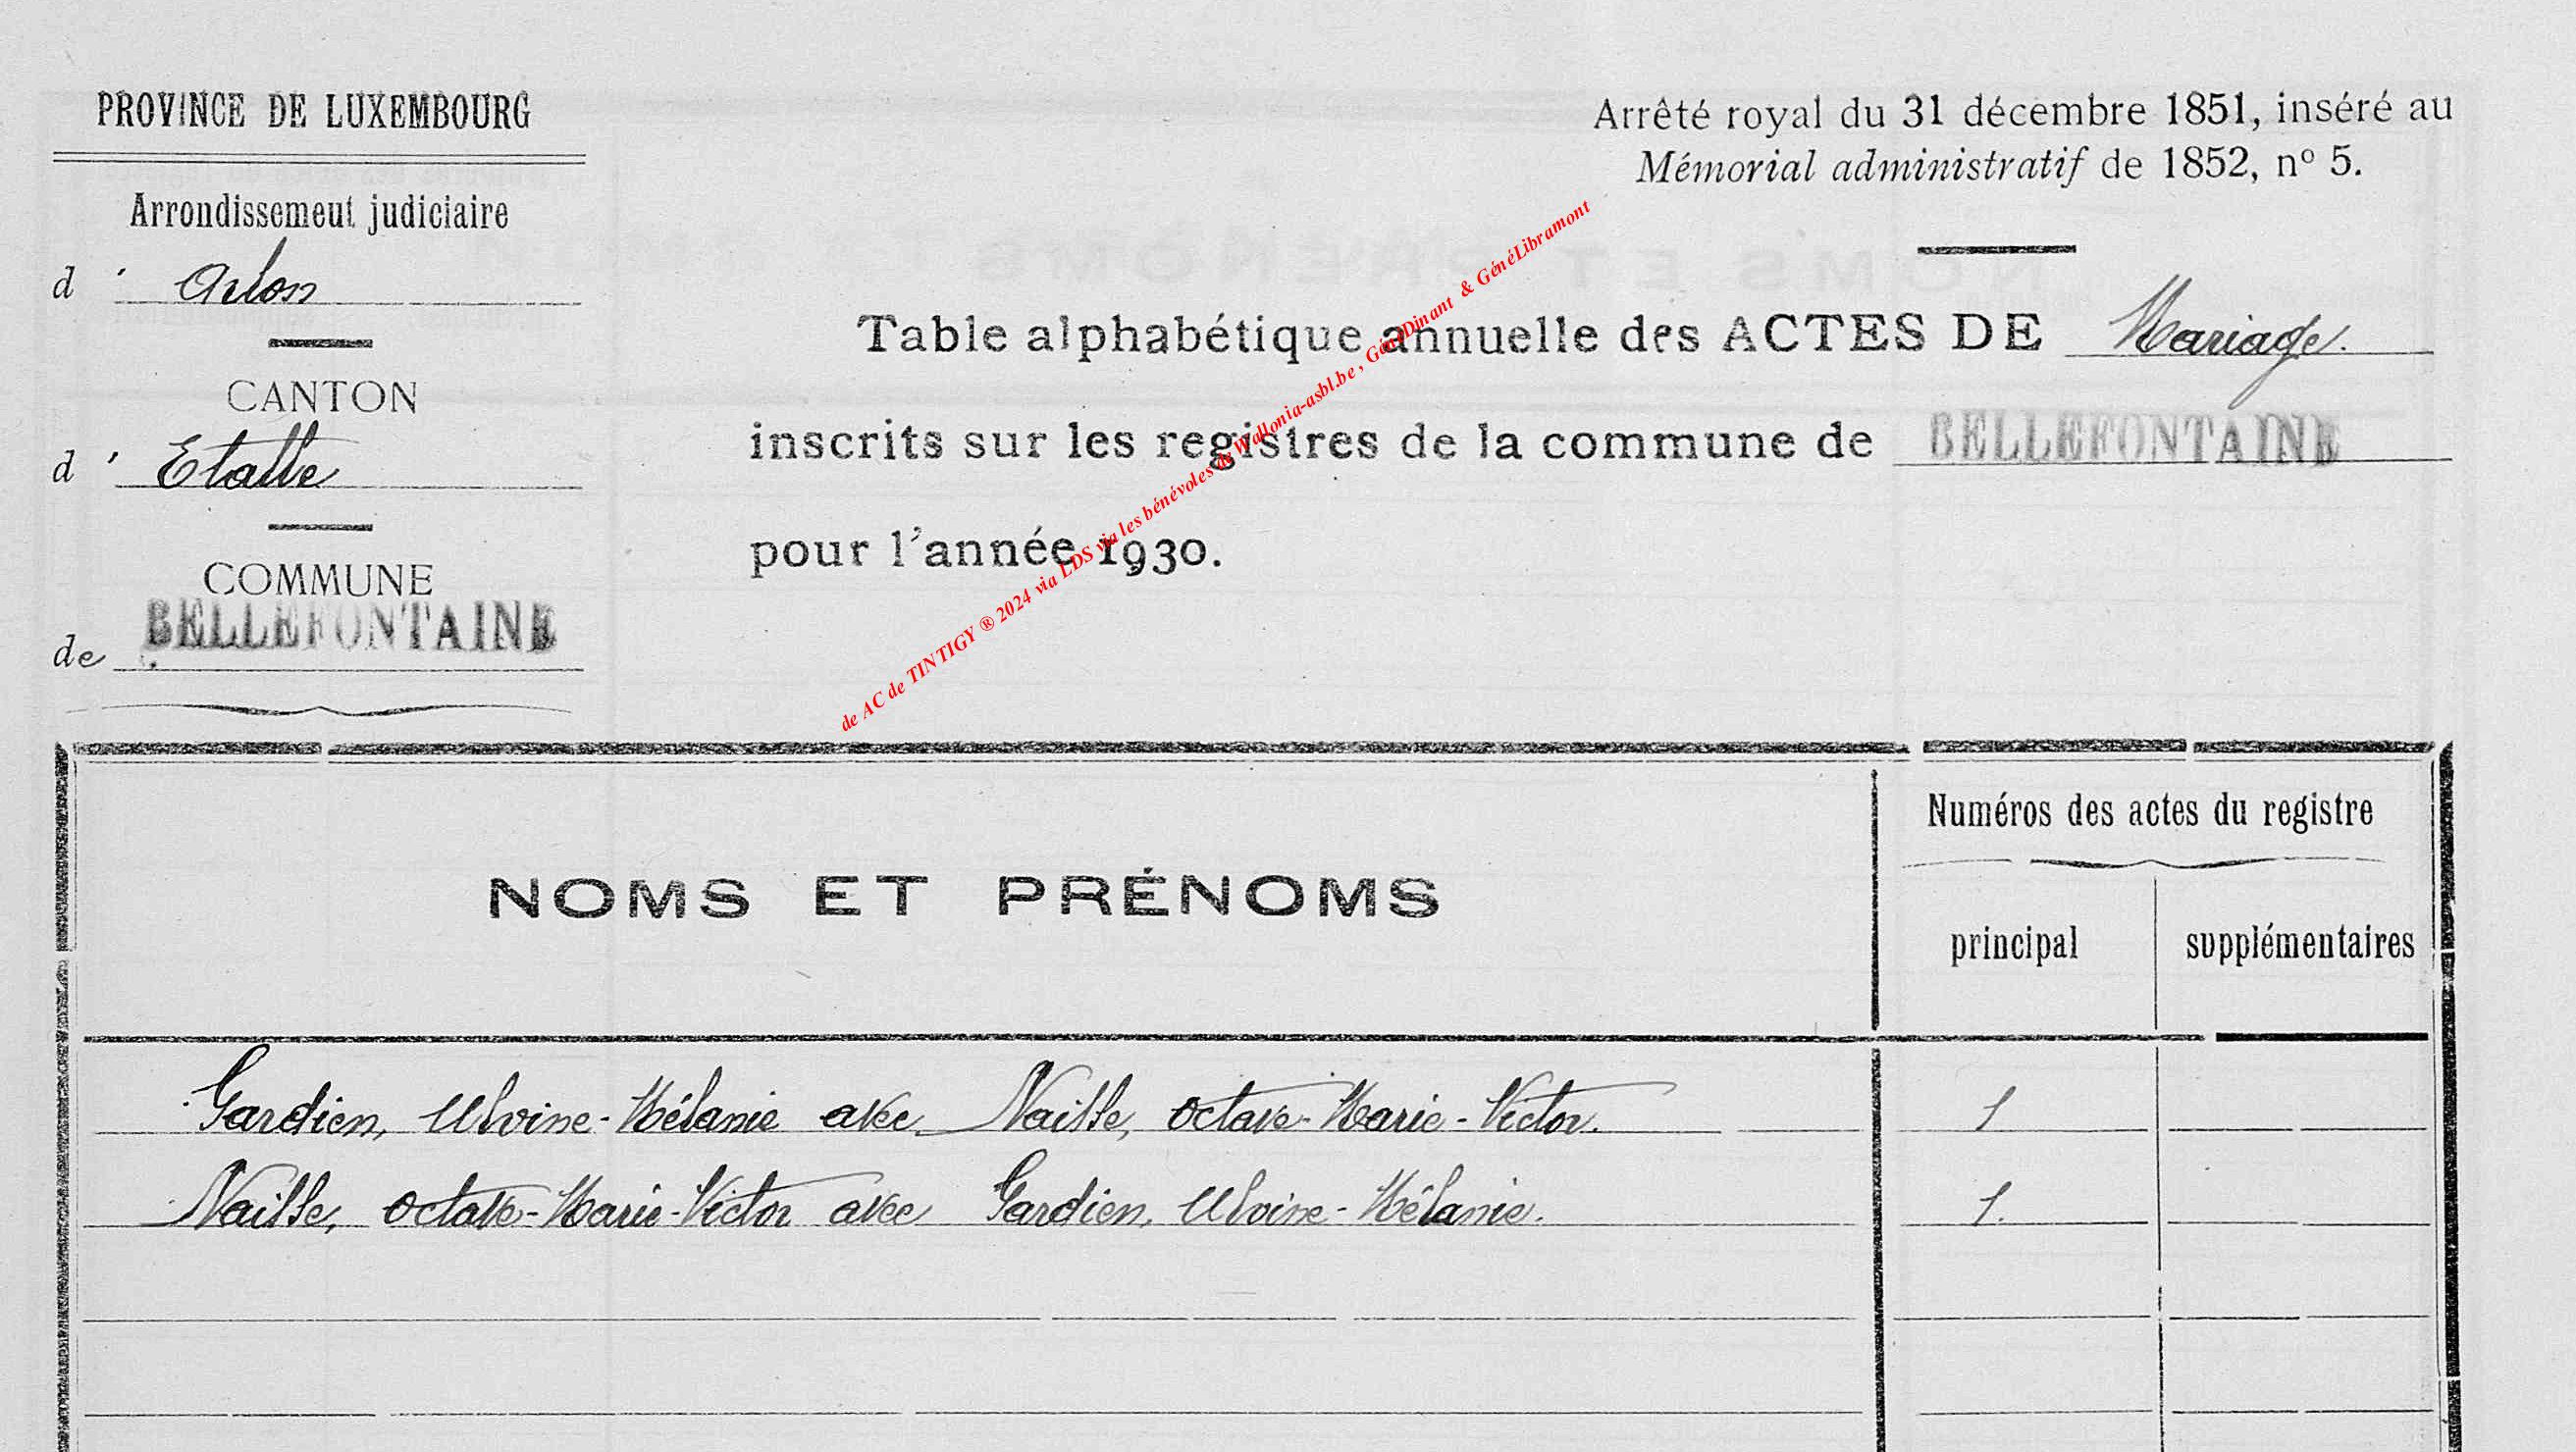 PROVINCE DE LUXEMBOURG
Arrondissement judiciaire
d' Arlon
CANTON
d' Etalle
COMMUNE
de BELLEFONTAINE
Arrêté royal du 31 décembre 1851, inséré au
Mémorial administratif de 1852, nº 5.
Table alphabétique annuelle des ACTES DE Mariage.
inscrits sur les registres de la commune de BELLEFONTAINE
pour l'année 1930.
de AC de TINTIGY ® 2024 via LDS via les bénévoles de Wallonia-asbl.be, GénéDinant & GénéLibramont
NOMS ET PRÉNOMS
Numéros des actes du registre
principal supplémentaires
Gardien, Ulvine-Mélanie avec Naisse, Octave-Marie-Victor. 1
Naisse, Octave-Marie-Victor avec Gardien, Ulvine-Mélanie. 1.